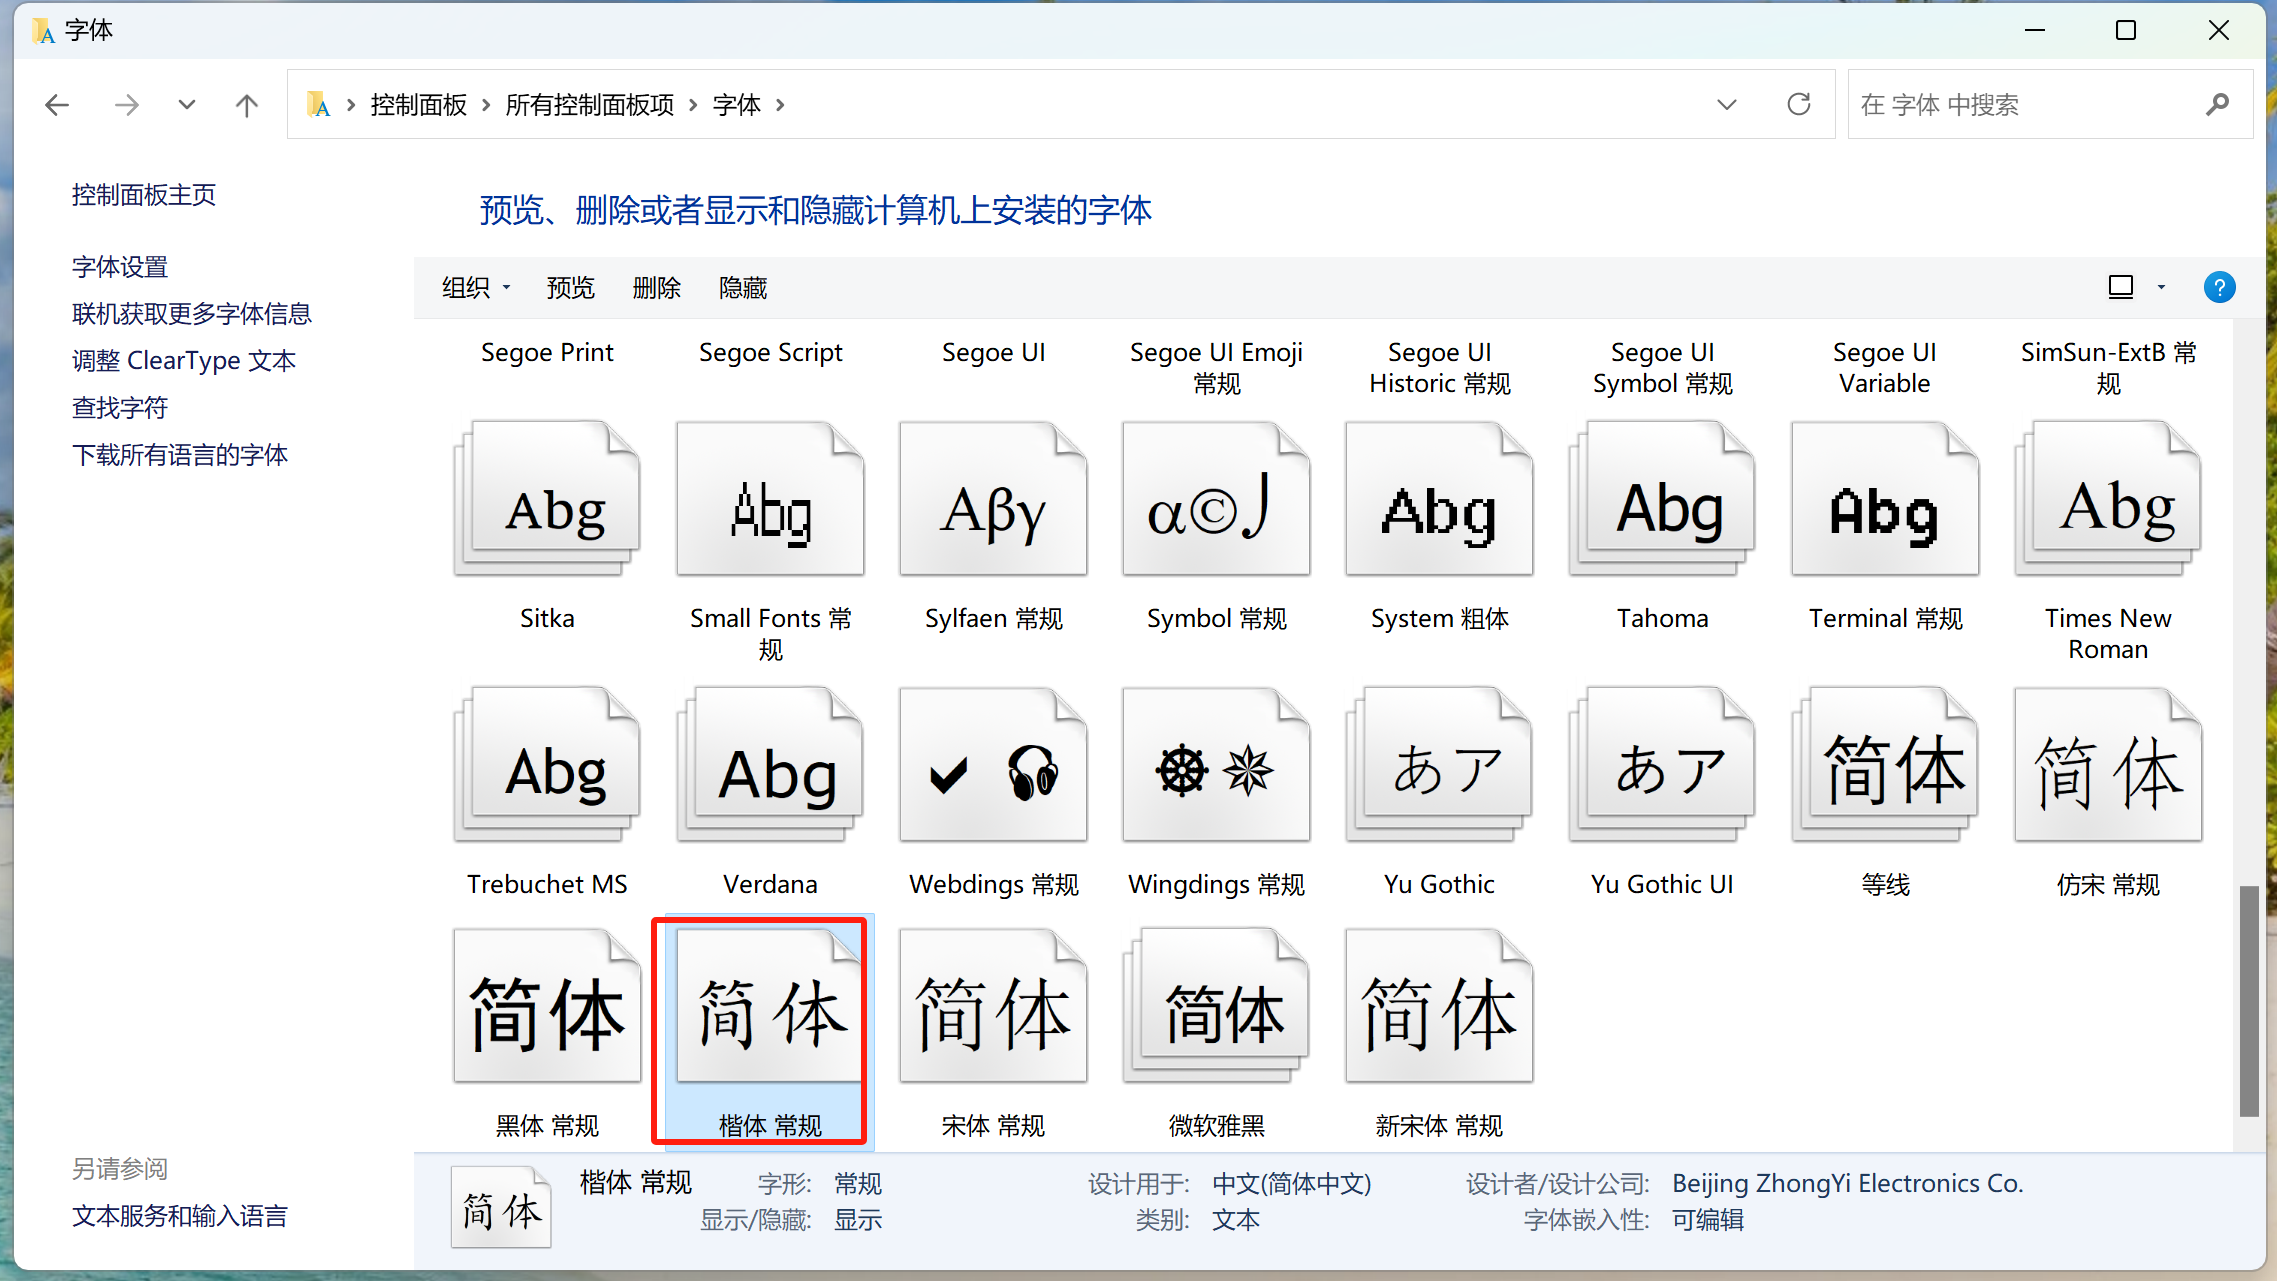 字体
控制面板 › 所有控制面板项 › 字体 ›
在 字体 中搜索
控制面板主页
字体设置
联机获取更多字体信息
调整 ClearType 文本
查找字符
下载所有语言的字体
另请参阅
文本服务和输入语言
预览、删除或者显示和隐藏计算机上安装的字体
组织 预览 删除 隐藏
?
Segoe Print
Segoe Script
Segoe UI
Segoe UI Emoji
常规
Segoe UI
Historic 常规
Segoe UI
Symbol 常规
Segoe UI
Variable
SimSun-ExtB 常
规
Abg
Sitka
Abg
Small Fonts 常
规
Αβγ
Sylfaen 常规
α©⌡
Symbol 常规
Abg
System 粗体
Abg
Tahoma
Abg
Terminal 常规
Abg
Times New
Roman
Abg
Trebuchet MS
Abg
Verdana
Webdings 常规
Wingdings 常规
あア
Yu Gothic
あア
Yu Gothic UI
简体
等线
简体
仿宋 常规
简体
黑体 常规
简体
楷体 常规
简体
宋体 常规
简体
微软雅黑
简体
新宋体 常规
简体
楷体 常规
字形: 常规
显示/隐藏: 显示
设计用于: 中文(简体中文)
类别: 文本
设计者/设计公司: Beijing ZhongYi Electronics Co.
字体嵌入性: 可编辑